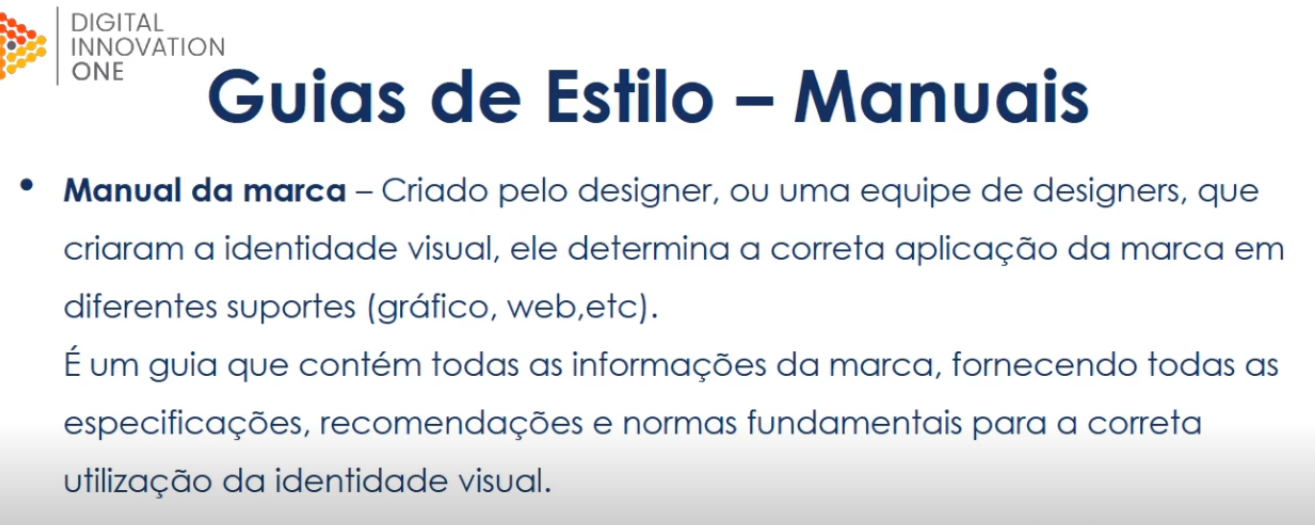 DIGITAL
INNOVATION
ONE
Guias de Estilo – Manuais
• Manual da marca – Criado pelo designer, ou uma equipe de designers, que
criaram a identidade visual, ele determina a correta aplicação da marca em
diferentes suportes (gráfico, web,etc).
É um guia que contém todas as informações da marca, fornecendo todas as
especificações, recomendações e normas fundamentais para a correta
utilização da identidade visual.